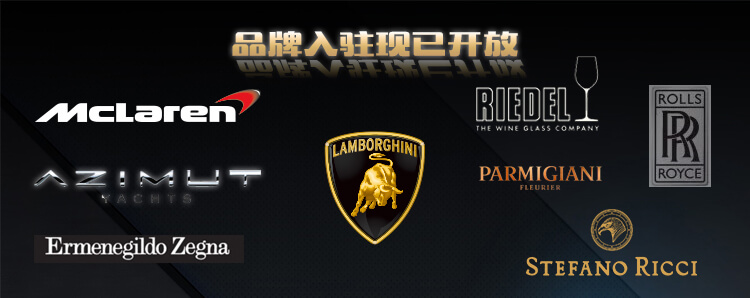 品牌入驻现已开放
McLaren
AZIMUT
YACHTS
Ermenegildo Zegna
LAMBORGHINI
RIEDEL
THE WINE GLASS COMPANY
PARMIGIANI
FLEURIER
ROLLS
RR
ROYCE
STEFANO RICCI